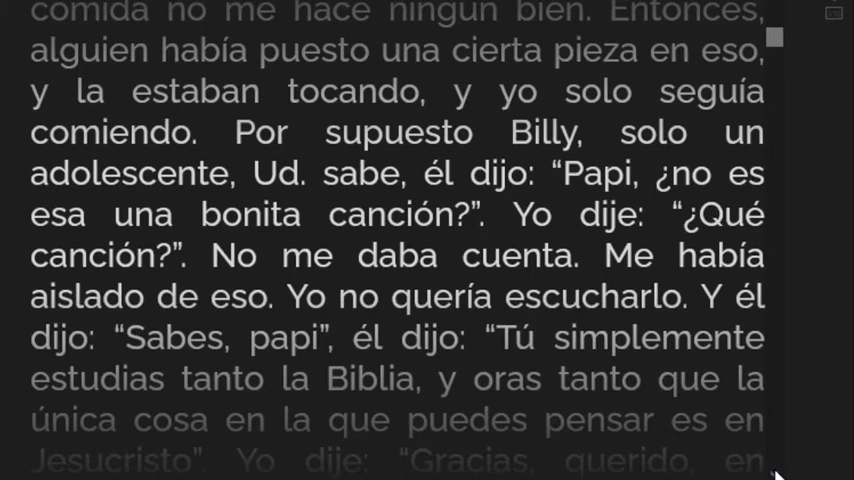 comida no me hace ningún bien. Entonces,
alguien había puesto una cierta pieza en eso,
y la estaban tocando, y yo solo seguía
comiendo. Por supuesto Billy, solo un
adolescente, Ud. sabe, él dijo: “Papi, ¿no es
esa una bonita canción?”. Yo dije: “¿Qué
canción?”. No me daba cuenta. Me había
aislado de eso. Yo no quería escucharlo. Y él
dijo: “Sabes, papi”, él dijo: “Tú simplemente
estudias tanto la Biblia, y oras tanto que la
única cosa en la que puedes pensar es en
Jesucristo”. Yo dije: “Gracias, querido, en